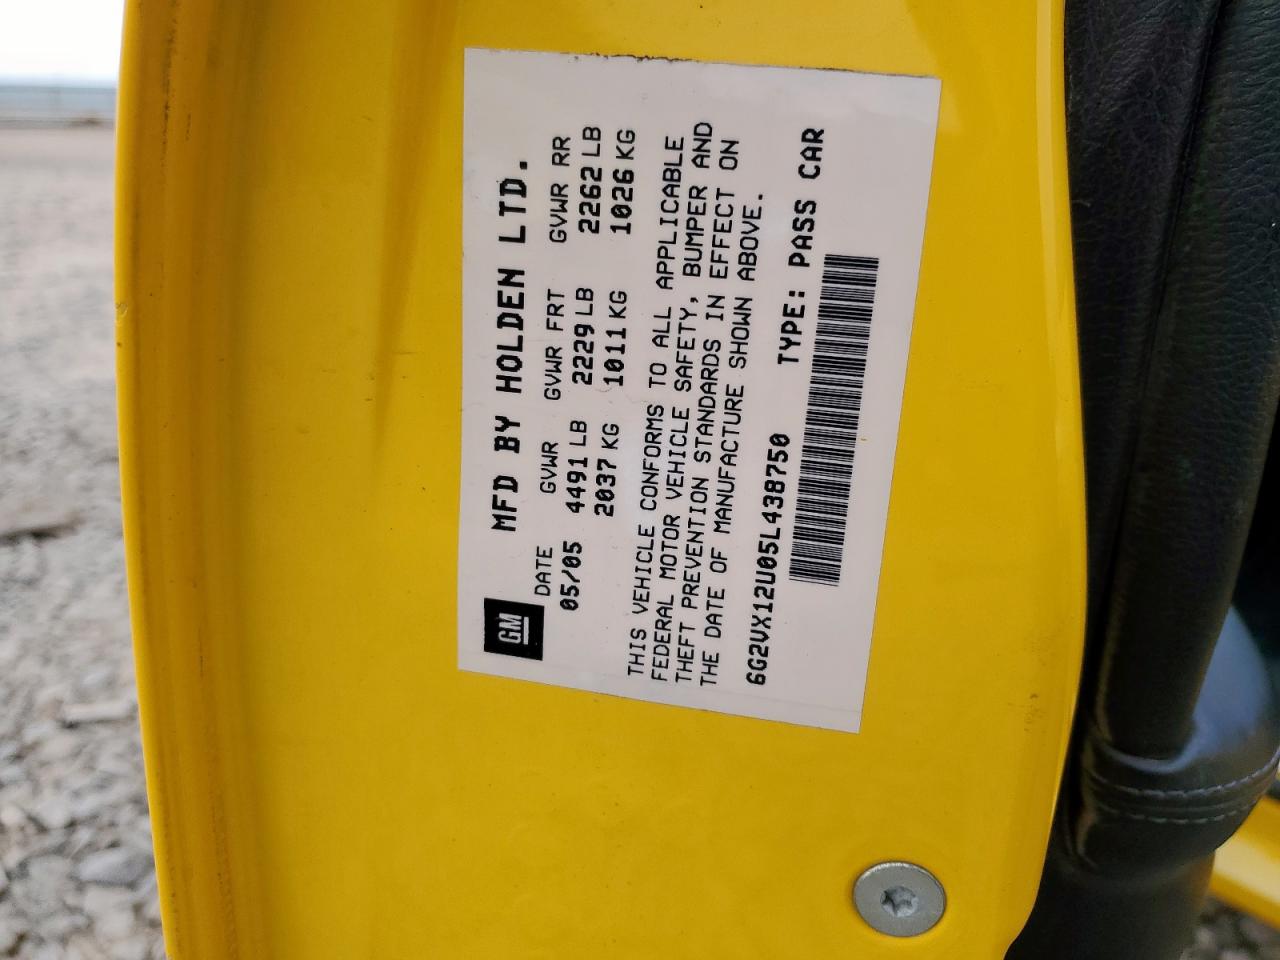 MFD BY HOLDEN LTD.
GM
DATE GVWR GVWR FRT GVWR RR
05/05 4491 LB 2229 LB 2262 LB
2037 KG 1011 KG 1026 KG
THIS VEHICLE CONFORMS TO ALL APPLICABLE
FEDERAL MOTOR VEHICLE SAFETY, BUMPER AND
THEFT PREVENTION STANDARDS IN EFFECT ON
THE DATE OF MANUFACTURE SHOWN ABOVE.
6G2VX12U05L438750 TYPE: PASS CAR